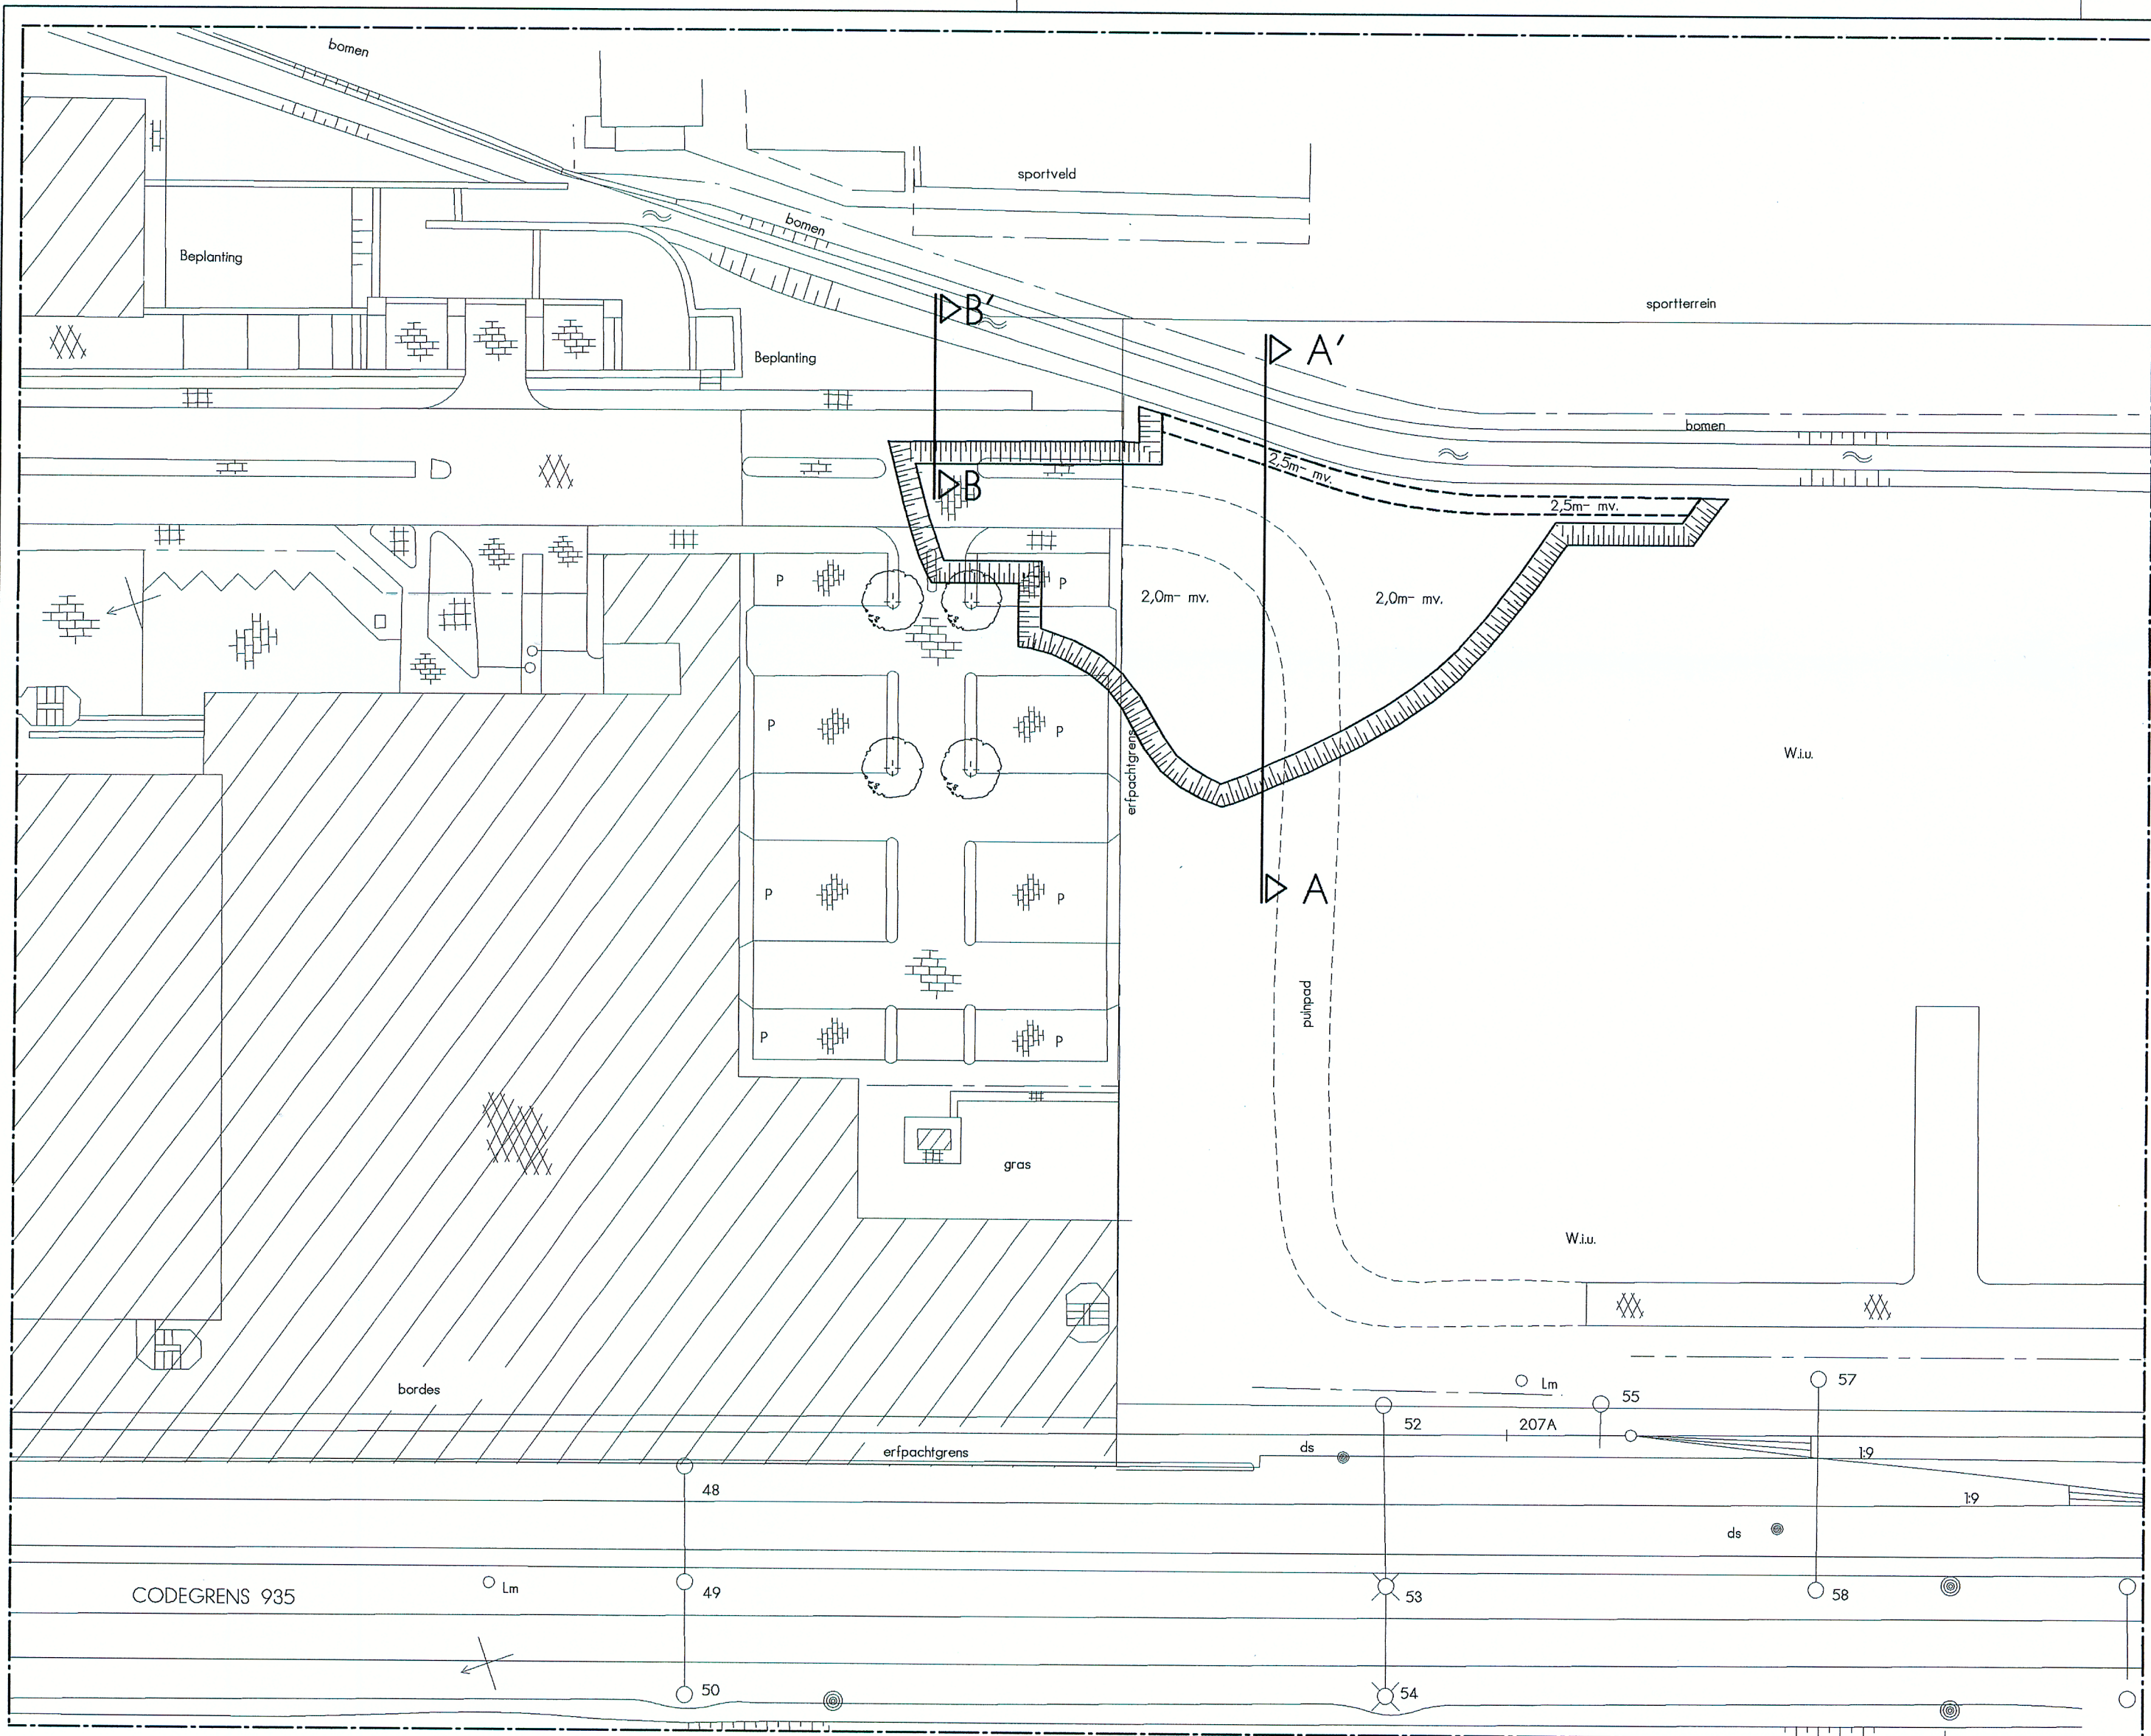 bomen
sportveld
bomen
Beplanting
B'
sportterrein
A'
Beplanting
bomen
2,5m- mv.
B
2,5m- mv.
P
P
2,0m- mv.
2,0m- mv.
P
P
erfpachtgrens
W.i.u.
A
P
P
puinpad
P
P
gras
W.i.u.
bordes
Lm
57
55
52
207A
erfpachtgrens
ds
1:9
48
1:9
ds
CODEGRENS 935
Lm
49
53
58
50
54